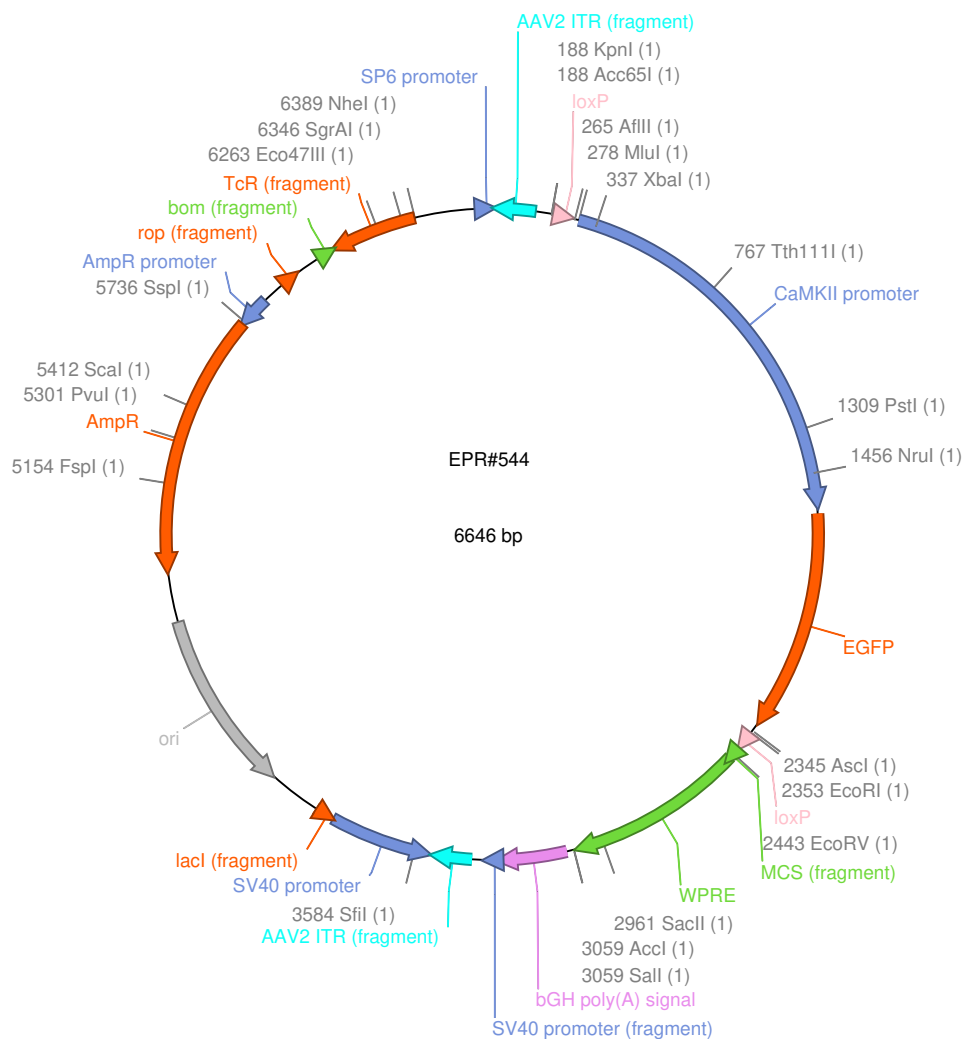 AAV2 ITR (fragment)
188 KpnI (1)
SP6 promoter
188 Acc65I (1)
6389 NheI (1)
loxP
6346 SgrAI (1)
265 AflII (1)
6263 Eco47III (1)
278 MluI (1)
TcR (fragment)
337 XbaI (1)
bom (fragment)
rop (fragment)
AmpR promoter
767 Tth111I (1)
5736 SspI (1)
CaMKII promoter
5412 ScaI (1)
5301 PvuI (1)
1309 PstI (1)
AmpR
EPR#544
1456 NruI (1)
5154 FspI (1)
6646 bp
EGFP
ori
2345 AscI (1)
2353 EcoRI (1)
loxP
2443 EcoRV (1)
lacI (fragment)
MCS (fragment)
SV40 promoter
WPRE
3584 SfiI (1)
2961 SacII (1)
AAV2 ITR (fragment)
3059 AccI (1)
3059 SalI (1)
bGH poly(A) signal
SV40 promoter (fragment)